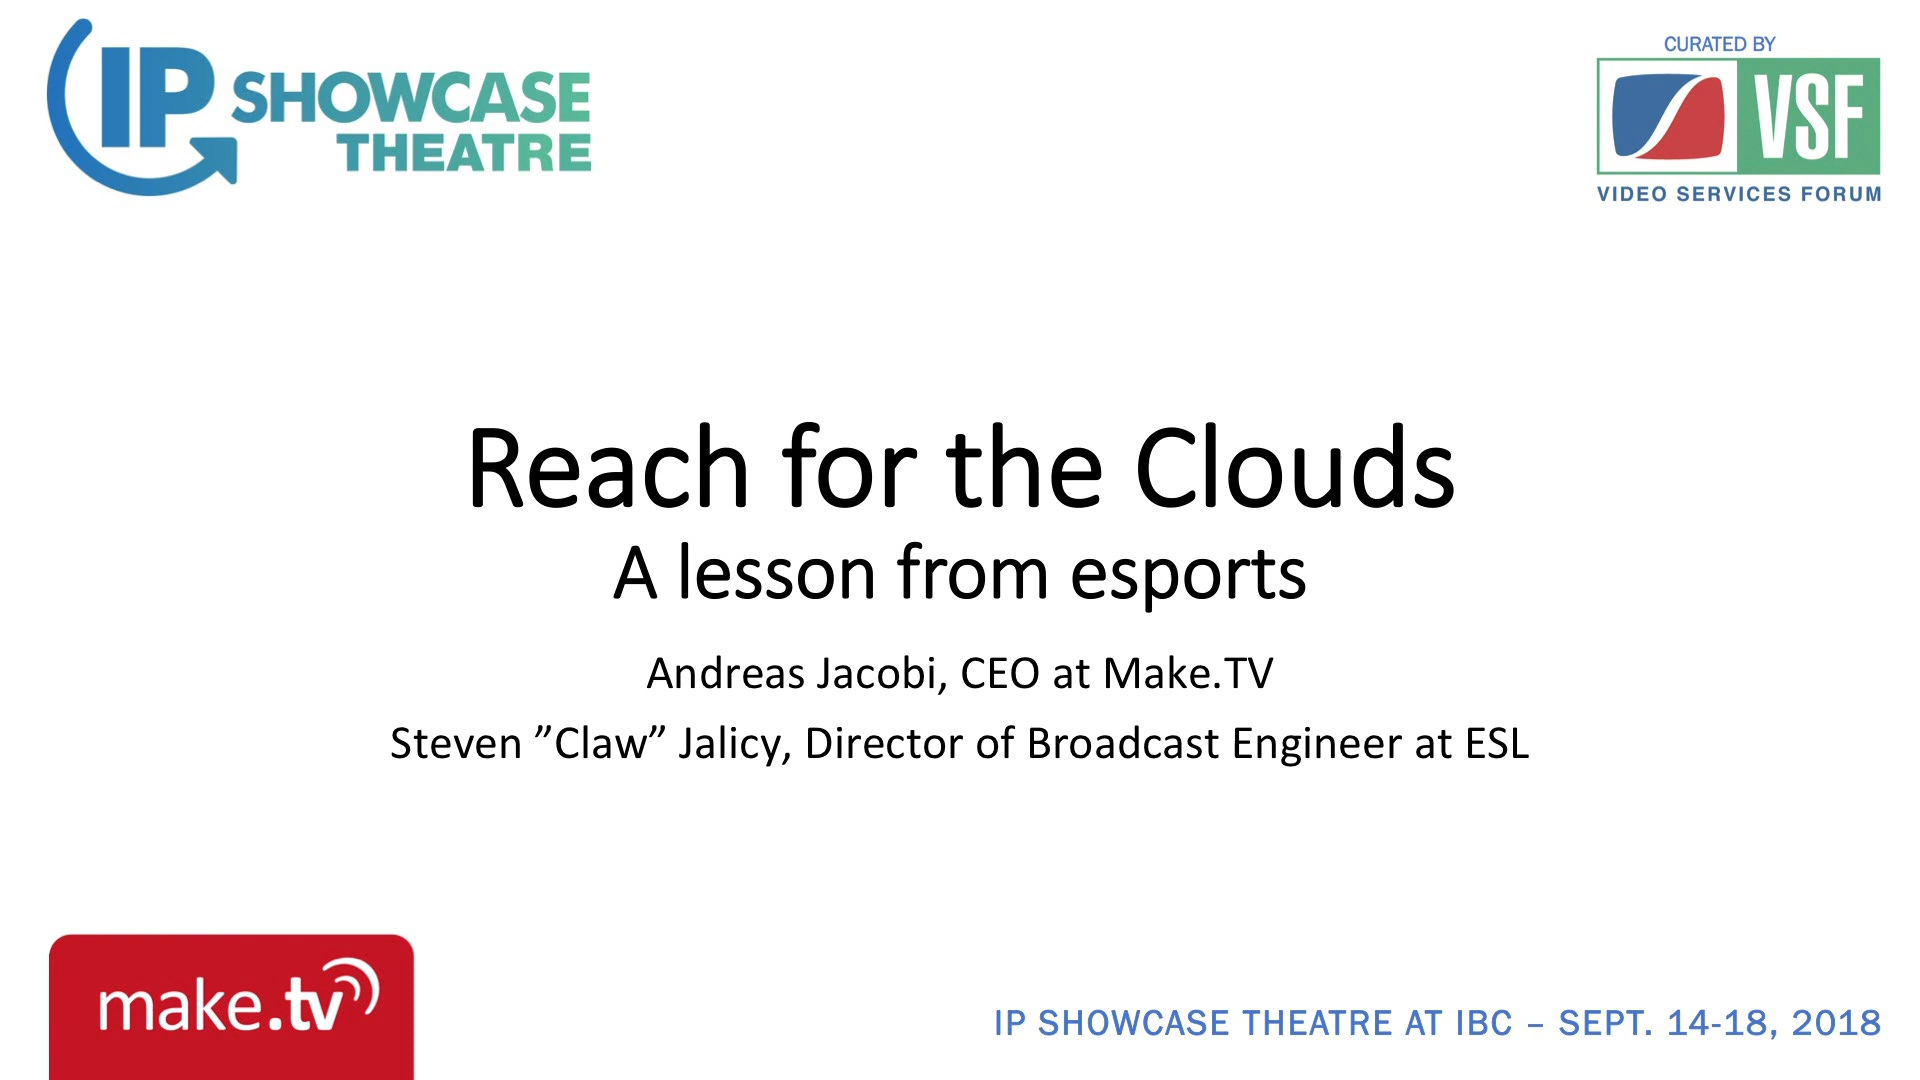 IP SHOWCASE
THEATRE
CURATED BY
VSF
VIDEO SERVICES FORUM
Reach for the Clouds
A lesson from esports
Andreas Jacobi, CEO at Make.TV
Steven ”Claw” Jalicy, Director of Broadcast Engineer at ESL
make.tv
IP SHOWCASE THEATRE AT IBC – SEPT. 14-18, 2018